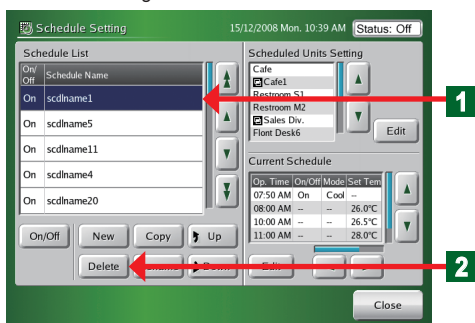 Schedule Setting 15/12/2008 Mon. 10:39 AM Status: Off
Schedule List
On/Off Schedule Name
On scdlname1
On scdlname5
On scdlname11
On scdlname4
On scdlname20
On/Off New Copy Up
Delete Down
Scheduled Units Setting
Cafe
Cafe1
Restroom S1
Restroom M2
Sales Div.
Flont Desk6
Edit
Current Schedule
Op. Time On/Off Mode Set Tem
07:50 AM On Cool --
08:00 AM -- -- 26.0°C
10:00 AM -- -- 26.5°C
11:00 AM -- -- 28.0°C
Edit
Close
1
2